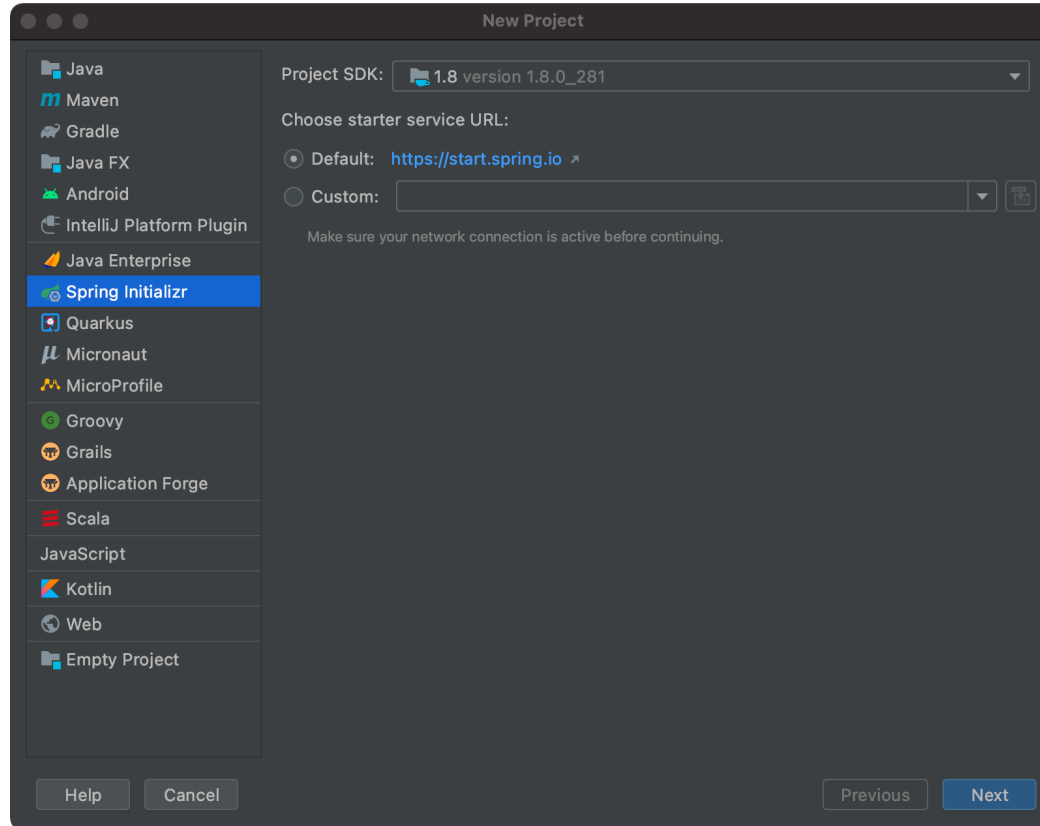 New Project
Java
Maven
Gradle
Java FX
Android
IntelliJ Platform Plugin
Java Enterprise
Spring Initializr
Quarkus
Micronaut
MicroProfile
Groovy
Grails
Application Forge
Scala
JavaScript
Kotlin
Web
Empty Project
Project SDK: 1.8 version 1.8.0_281
Choose starter service URL:
Default: https://start.spring.io
Custom:
Make sure your network connection is active before continuing.
Help Cancel Previous Next